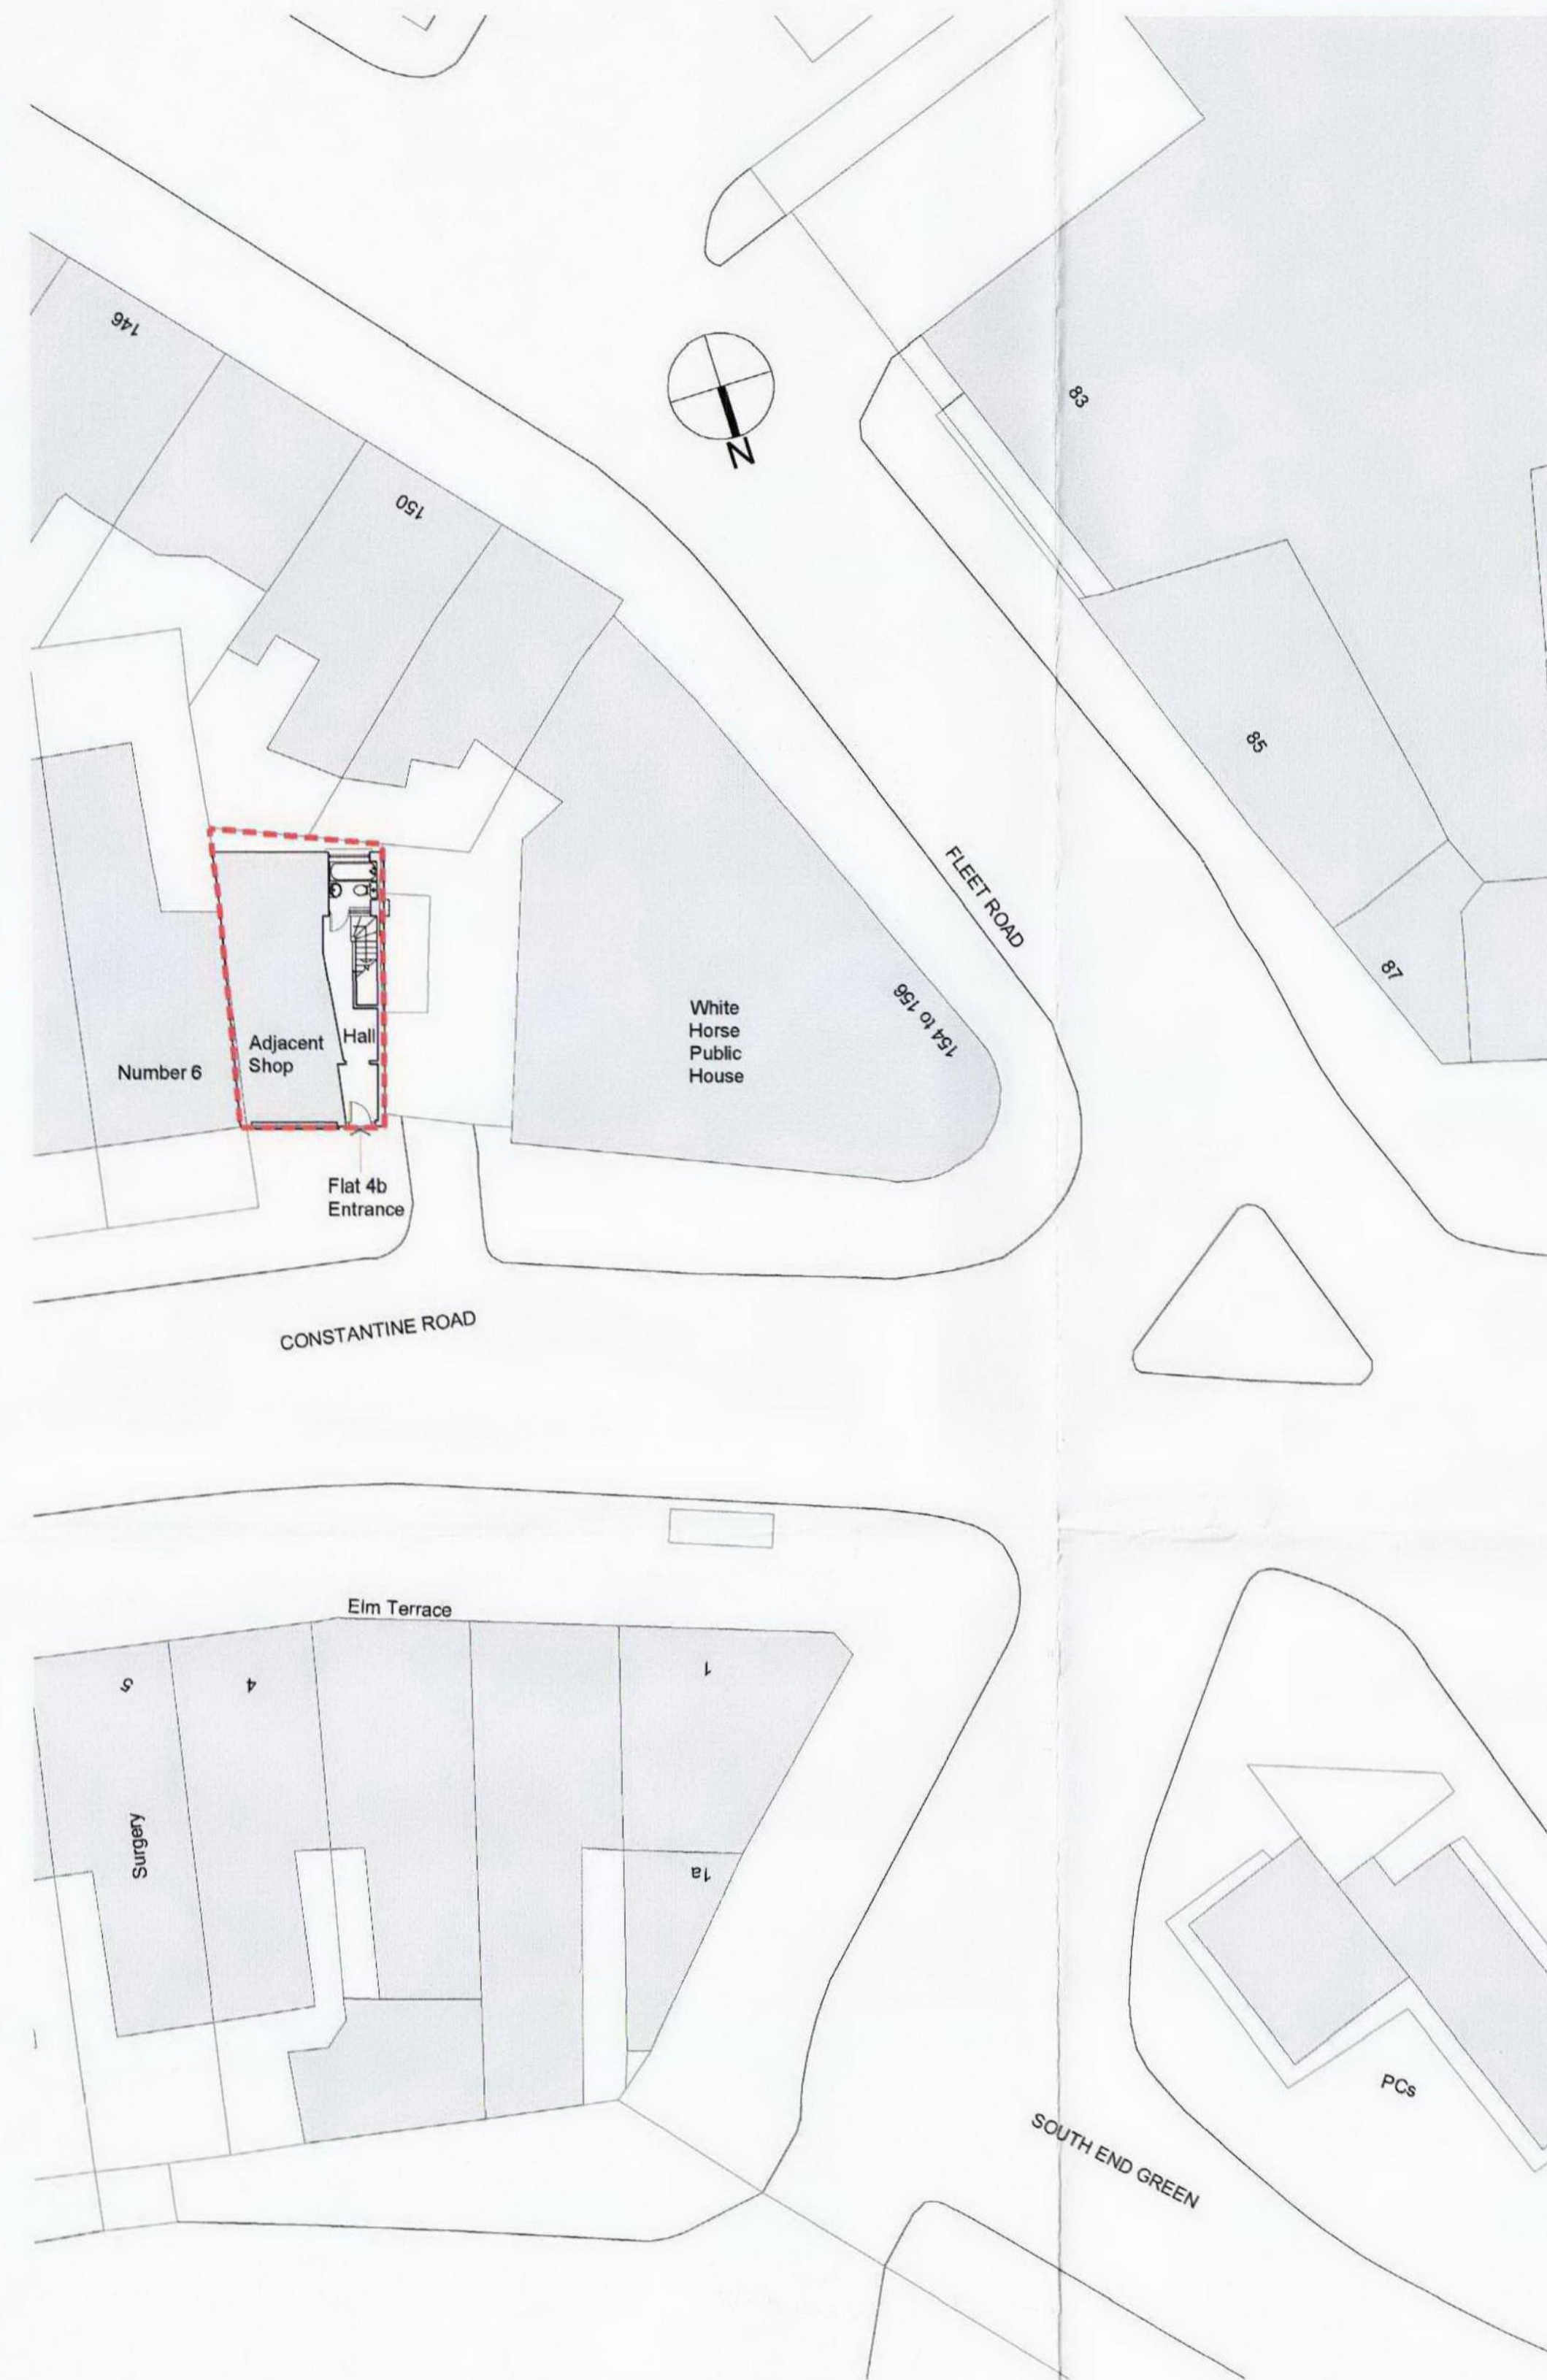 146
N
83
150
85
FLEET ROAD
87
154 to 156
White
Horse
Public
House
Hall
Adjacent
Shop
Number 6
Flat 4b
Entrance
CONSTANTINE ROAD
Elm Terrace
5
4
1
Surgery
1a
PCs
SOUTH END GREEN